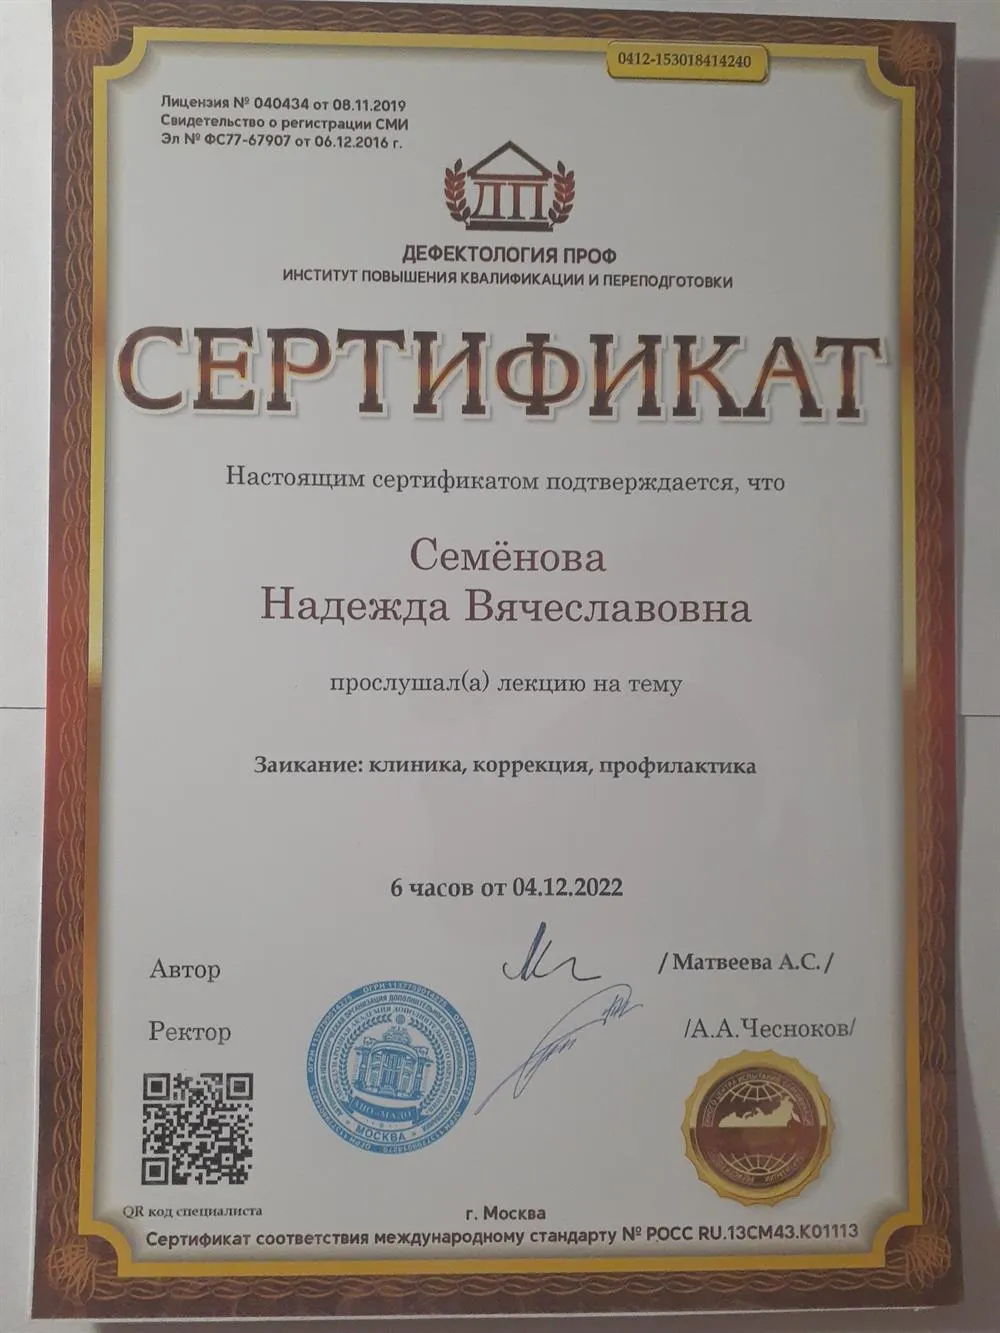 0412-153018414240
Лицензия № 040434 от 08.11.2019
Свидетельство о регистрации СМИ
Эл № ФС77-67907 от 06.12.2016 г.
ДП
ДЕФЕКТОЛОГИЯ ПРОФ
ИНСТИТУТ ПОВЫШЕНИЯ КВАЛИФИКАЦИИ И ПЕРЕПОДГОТОВКИ
СЕРТИФИКАТ
Настоящим сертификатом подтверждается, что
Семёнова
Надежда Вячеславовна
прослушал(а) лекцию на тему
Заикание: клиника, коррекция, профилактика
6 часов от 04.12.2022
Автор
/ Матвеева А.С. /
Ректор
/А.А.Чесноков/
МОСКВА
QR код специалиста
г. Москва
Сертификат соответствия международному стандарту № РОСС RU.13СМ43.К01113